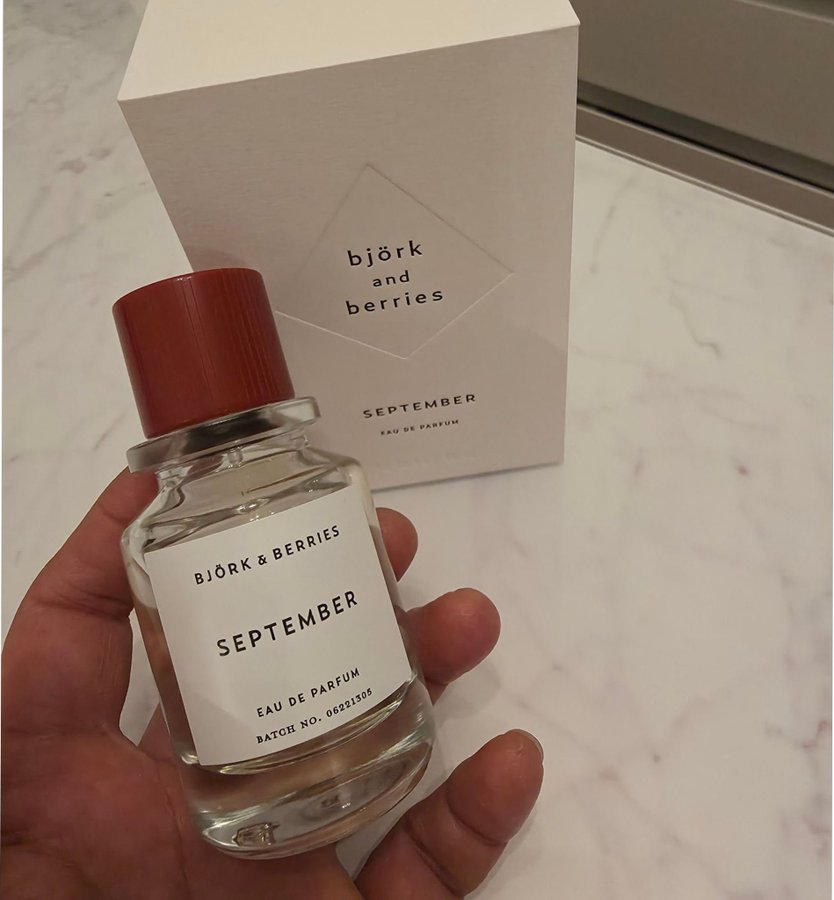 björk
and
berries
SEPTEMBER
EAU DE PARFUM
BJÖRK & BERRIES
SEPTEMBER
EAU DE PARFUM
BATCH NO. 06221305